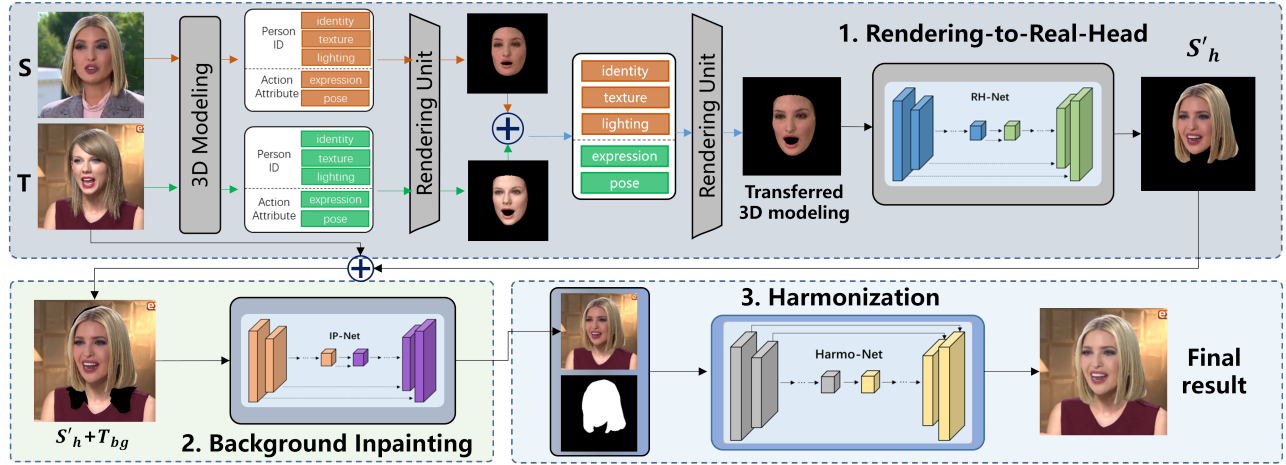 S
T
3D Modeling
Person
ID
identity
texture
lighting
Action
Attribute
expression
pose
Person
ID
identity
texture
lighting
Action
Attribute
expression
pose
Rendering Unit
identity
texture
lighting
expression
pose
Rendering Unit
Transferred
3D modeling
1. Rendering-to-Real-Head
RH-Net
S'h
S'h+Tbg
IP-Net
2. Background Inpainting
3. Harmonization
Harmo-Net
Final
result